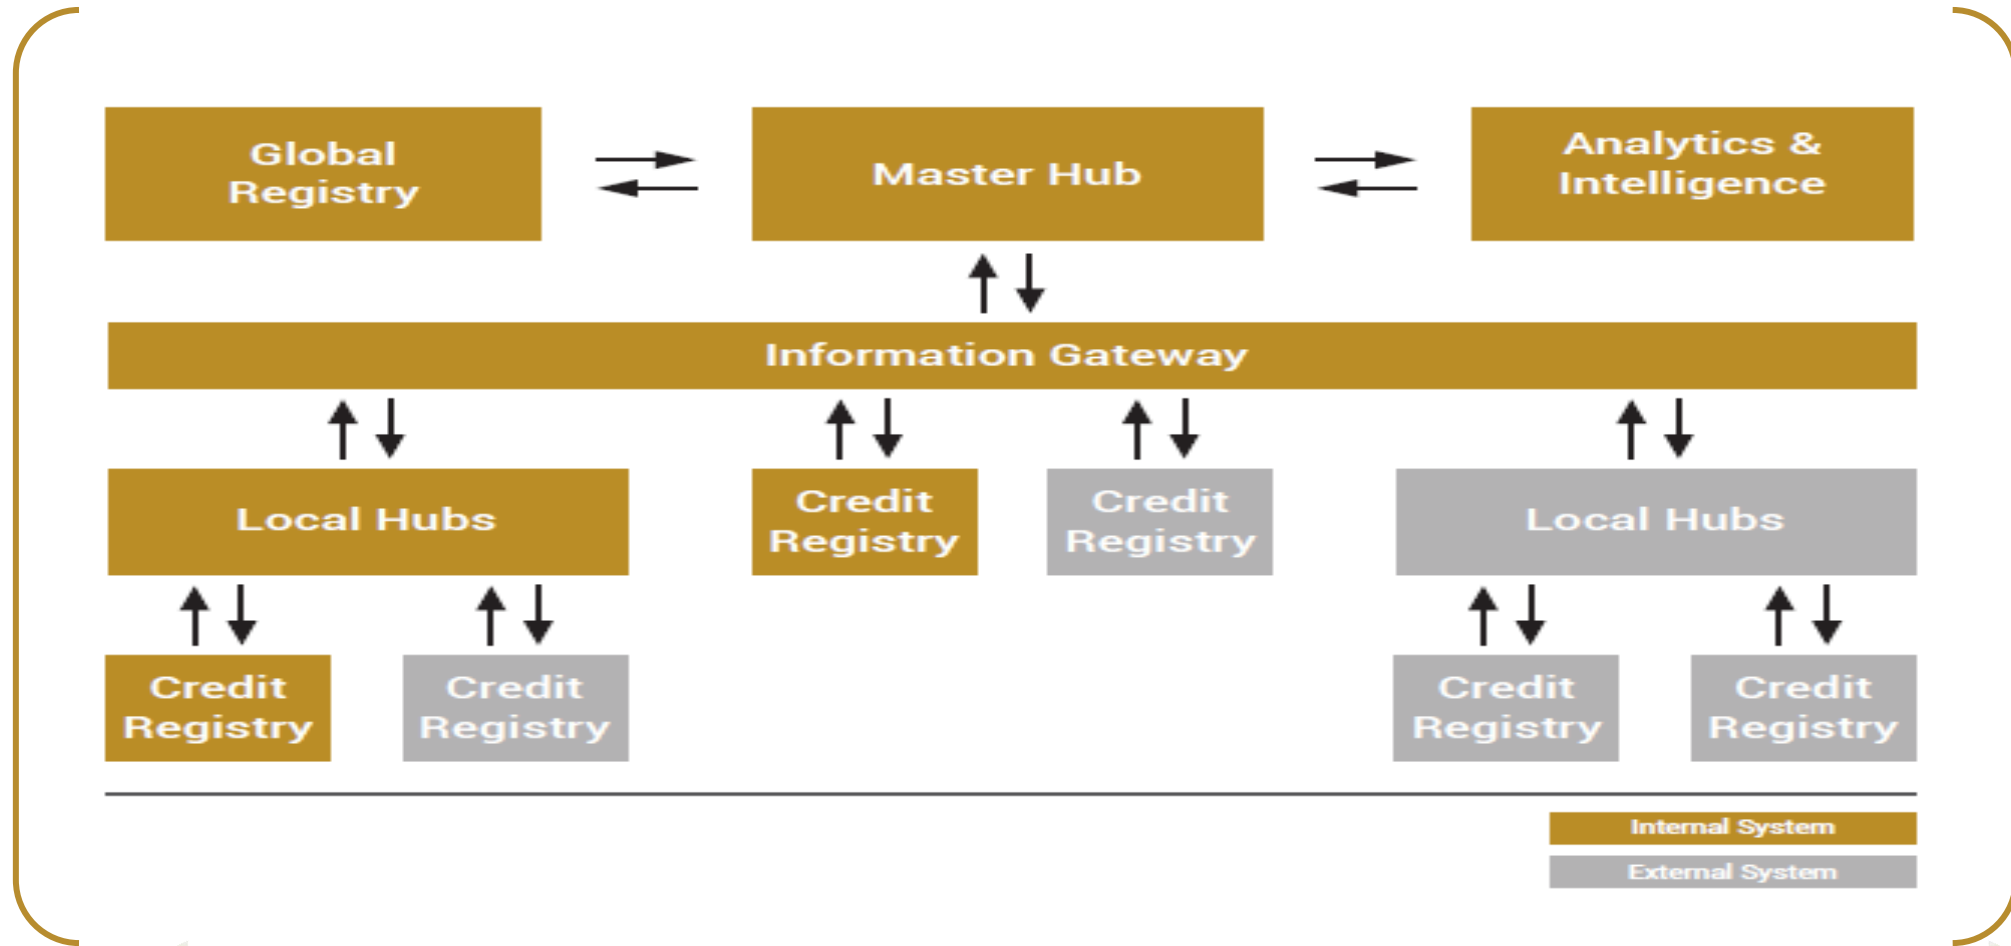 Global
Registry
Master Hub
Analytics &
Intelligence
Information Gateway
Local Hubs
Credit
Registry
Credit
Registry
Local Hubs
Credit
Registry
Credit
Registry
Credit
Registry
Credit
Registry
Internal System
External System